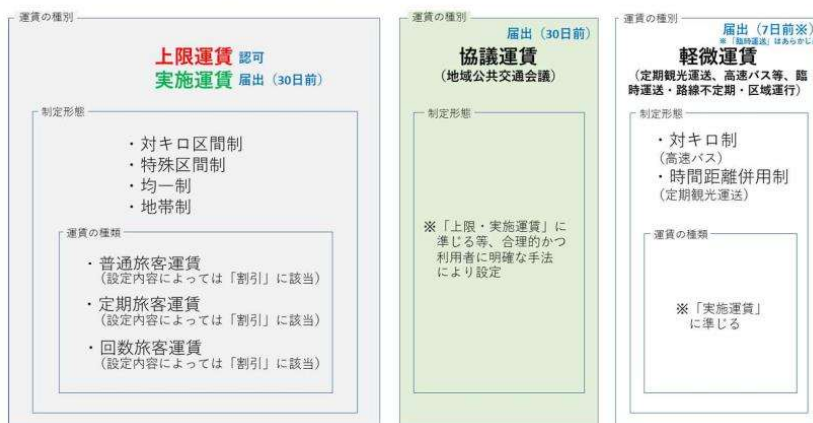 運賃の種別
上限運賃 認可
実施運賃 届出（30日前）
制定形態
・対キロ区間制
・特殊区間制
・均一制
・地帯制
運賃の種類
・普通旅客運賃
（設定内容によっては「割引」に該当）
・定期旅客運賃
（設定内容によっては「割引」に該当）
・回数旅客運賃
（設定内容によっては「割引」に該当）
運賃の種別
届出（30日前）
協議運賃
（地域公共交通会議）
制定形態
※「上限・実施運賃」に
準じる等、合理的かつ
利用者に明確な手法
により設定
運賃の種別
届出（7日前※）
※「臨時運送」はあらかじ
軽微運賃
（定期観光運送、高速バス等、臨
時運送・路線不定期・区域運行）
制定形態
・対キロ制
（高速バス）
・時間距離併用制
（定期観光運送）
運賃の種類
※「実施運賃」
に準じる